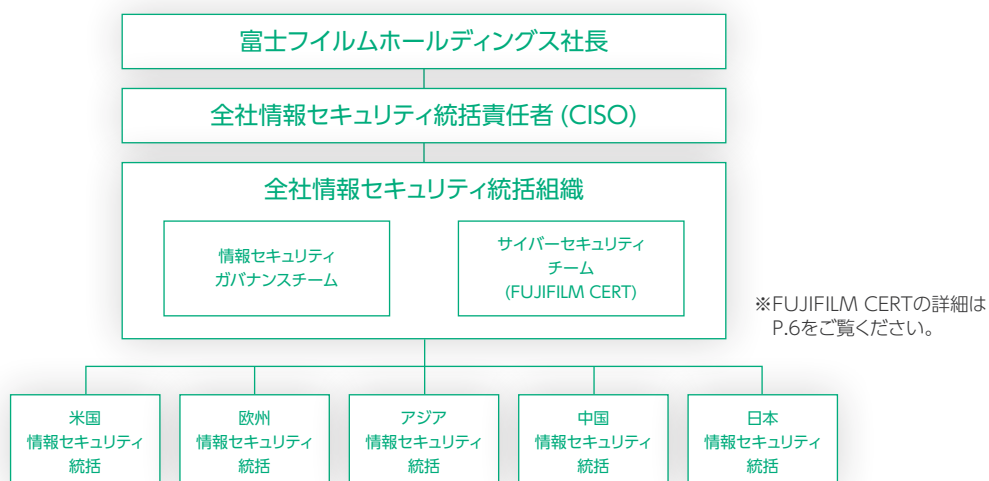 富士フイルムホールディングス社長
全社情報セキュリティ統括責任者 (CISO)
全社情報セキュリティ統括組織
情報セキュリティ
ガバナンスチーム
サイバーセキュリティ
チーム
(FUJIFILM CERT)
※FUJIFILM CERTの詳細は
P.6をご覧ください。
米国
情報セキュリティ
統括
欧州
情報セキュリティ
統括
アジア
情報セキュリティ
統括
中国
情報セキュリティ
統括
日本
情報セキュリティ
統括